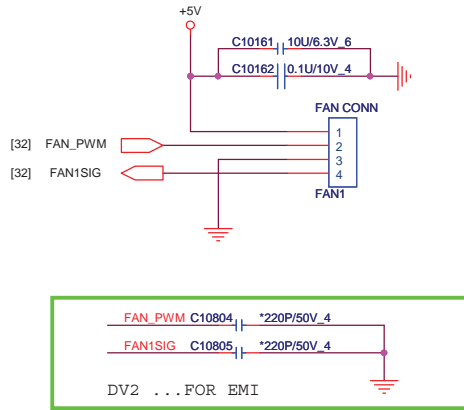 +5V
C10161 10U/6.3V_6
C10162 0.1U/10V_4
FAN CONN
1
[32] FAN_PWM 2
3
[32] FAN1SIG 4
FAN1
FAN_PWM C10804 *220P/50V_4
FAN1SIG C10805 *220P/50V_4
DV2 ...FOR EMI